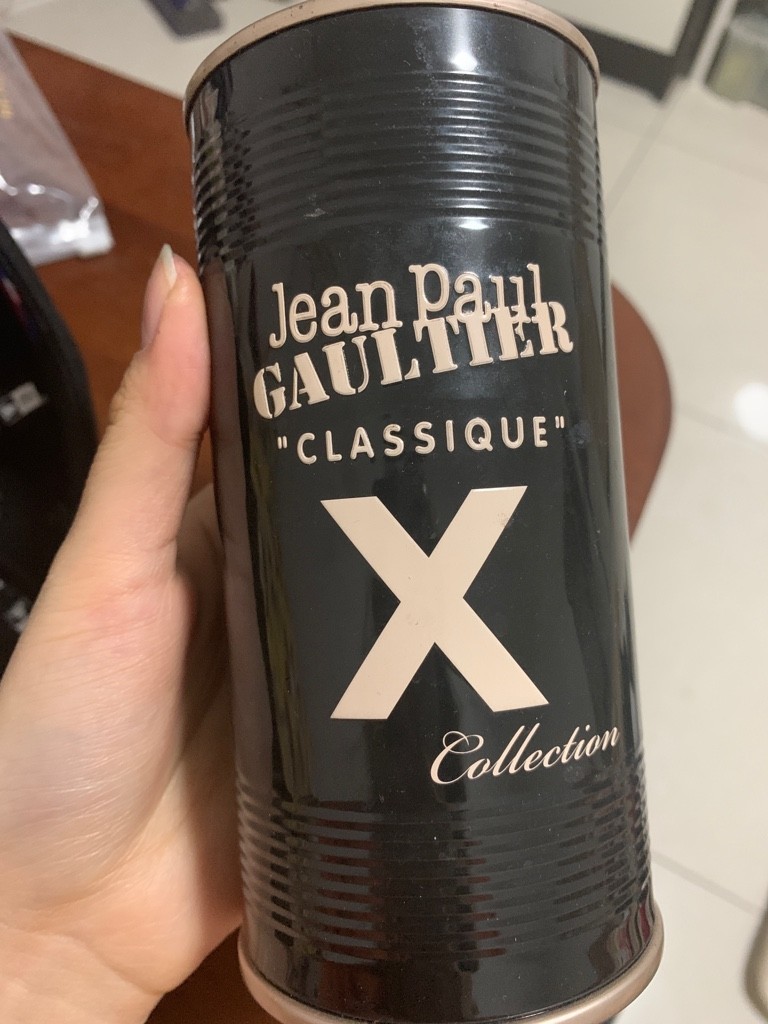 Jean Paul
GAULTIER
"CLASSIQUE"
X
Collection